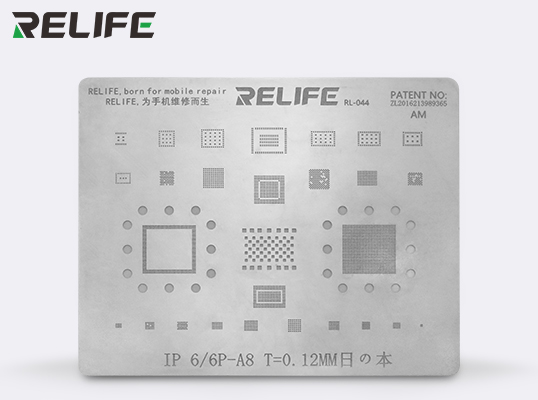 RELIFE
RELIFE, born for mobile repair
RELIFE, 为手机维修而生
RELIFE RL-044
PATENT NO:
ZL2016213989365
AM
IP 6/6P-A8 T=0.12MM日の本